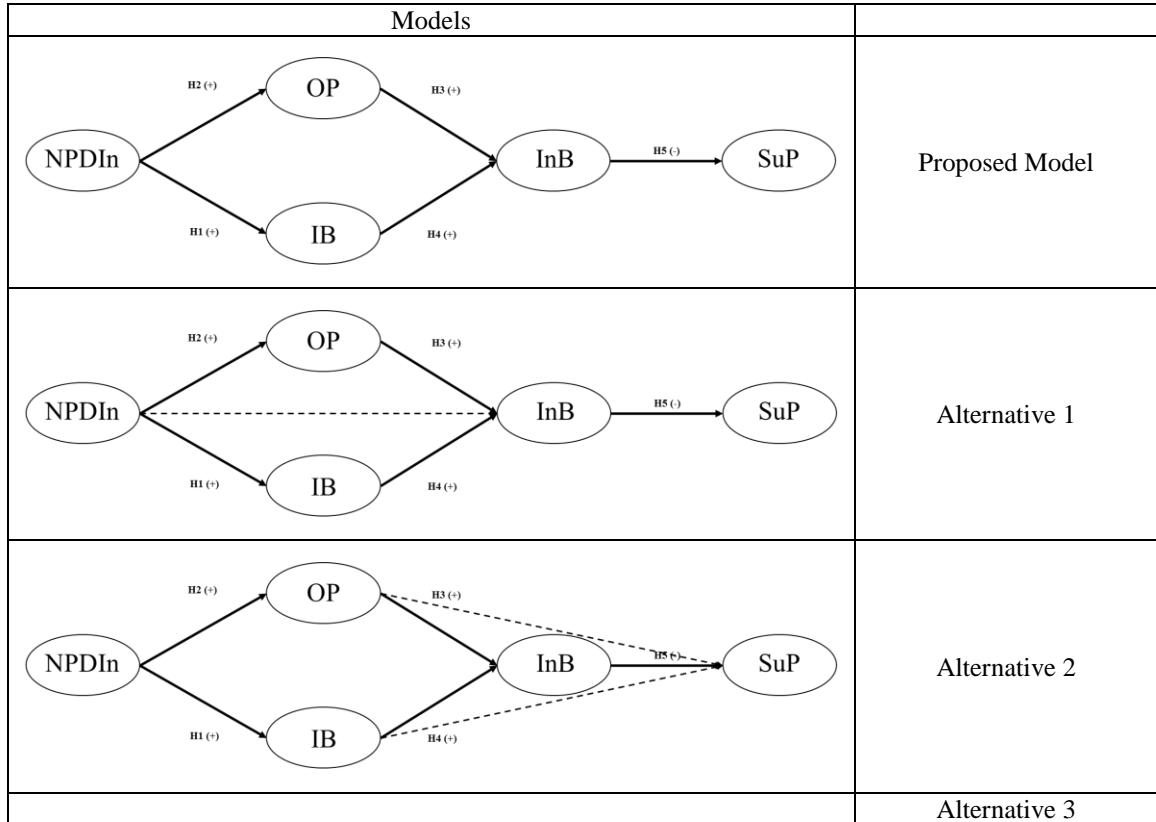 Models
H2 (+)
OP
H3 (+)
NPDIn
InB
H5 (-)
SuP
H1 (+)
IB
H4 (+)
Proposed Model
H2 (+)
OP
H3 (+)
NPDIn
InB
H5 (-)
SuP
H1 (+)
IB
H4 (+)
Alternative 1
H2 (+)
OP
H3 (+)
NPDIn
InB
H5 (-)
SuP
H1 (+)
IB
H4 (+)
Alternative 2
Alternative 3